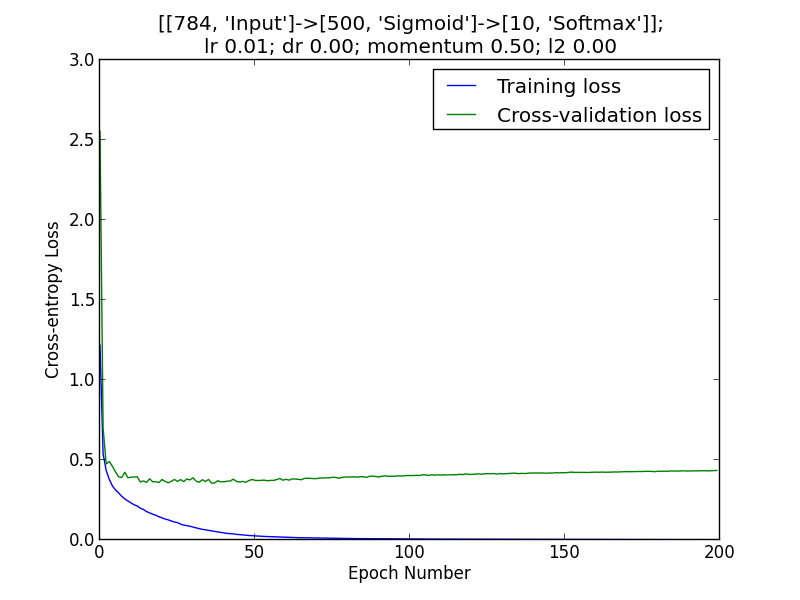 [[784, 'Input']->[500, 'Sigmoid']->[10, 'Softmax']];
lr 0.01; dr 0.00; momentum 0.50; l2 0.00
3.0
2.5
2.0
1.5
1.0
0.5
0.0
Cross-entropy Loss
Training loss
Cross-validation loss
0
50
100
150
200
Epoch Number